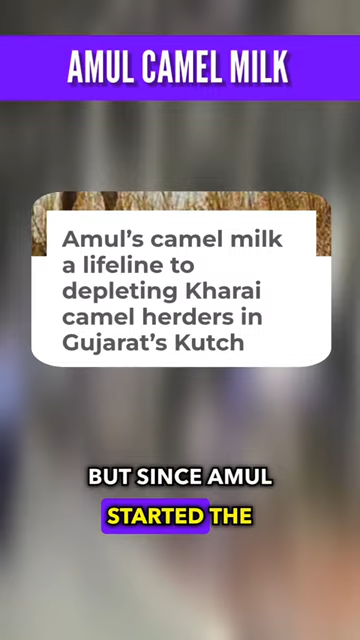 AMUL CAMEL MILK
Amul's camel milk
a lifeline to
depleting Kharai
camel herders in
Gujarat's Kutch
BUT SINCE AMUL
STARTED THE